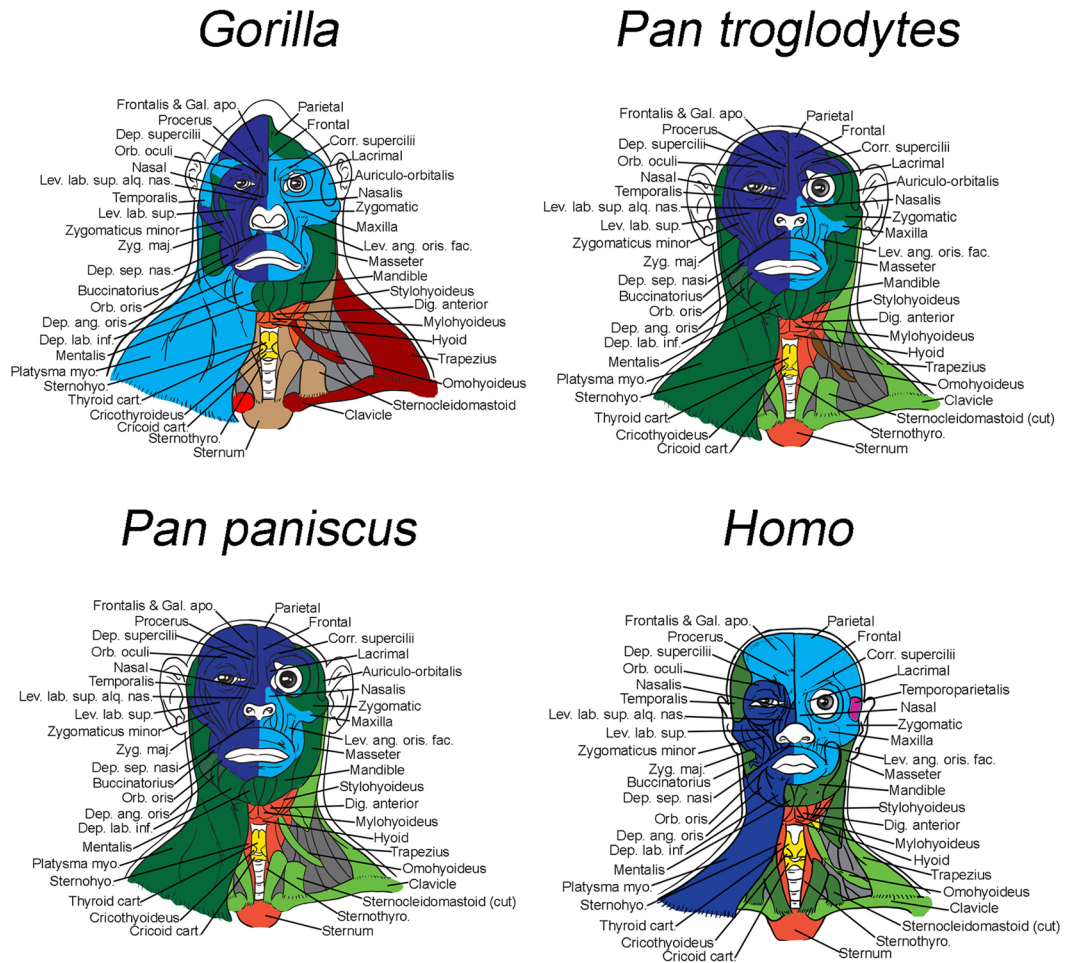 Gorilla
Frontalis & Gal. apo.
Procerus
Dep. supercilii
Orb. oculi
Nasal
Lev. lab. sup. alq. nas.
Temporalis
Lev. lab. sup.
Zygomaticus minor
Zyg. maj.
Dep. sep. nas.
Buccinatorius
Orb. oris
Dep. ang. oris
Dep. lab. inf.
Mentalis
Platysma myo.
Sternohyo.
Thyroid cart.
Cricothyroideus
Cricoid cart.
Sternothyro.
Sternum
Parietal
Frontal
Corr. supercilii
Lacrimal
Auriculo-orbitalis
Nasalis
Zygomatic
Maxilla
Lev. ang. oris. fac.
Masseter
Mandible
Stylohyoideus
Dig. anterior
Mylohyoideus
Hyoid
Trapezius
Omohyoideus
Sternocleidomastoid
Clavicle
Pan troglodytes
Frontalis & Gal. apo.
Procerus
Dep. supercilii
Orb. oculi
Nasal
Temporalis
Lev. lab. sup. alq. nas.
Lev. lab. sup.
Zygomaticus minor
Zyg. maj.
Dep. sep. nasi
Buccinatorius
Orb. oris
Dep. ang. oris
Dep. lab. inf.
Mentalis
Platysma myo.
Sternohyo.
Thyroid cart.
Cricothyoideus
Cricoid cart.
Parietal
Frontal
Corr. supercilii
Lacrimal
Auriculo-orbitalis
Nasalis
Zygomatic
Maxilla
Lev. ang. oris. fac.
Masseter
Mandible
Stylohyoideus
Dig. anterior
Mylohyoideus
Hyoid
Trapezius
Omohyoideus
Clavicle
Sternocleidomastoid (cut)
Sternothyro.
Sternum
Pan paniscus
Frontalis & Gal. apo.
Procerus
Dep. supercilii
Orb. oculi
Nasal
Temporalis
Lev. lab. sup. alq. nas.
Lev. lab. sup.
Zygomaticus minor
Zyg. maj.
Dep. sep. nasi
Buccinatorius
Orb. oris
Dep. ang. oris
Dep. lab. inf.
Mentalis
Platysma myo.
Sternohyo.
Thyroid cart.
Cricothyoideus
Cricoid cart.
Parietal
Frontal
Corr. supercilii
Lacrimal
Auriculo-orbitalis
Nasalis
Zygomatic
Maxilla
Lev. ang. oris. fac.
Masseter
Mandible
Stylohyoideus
Dig. anterior
Mylohyoideus
Hyoid
Trapezius
Omohyoideus
Clavicle
Sternocleidomastoid (cut)
Sternothyro.
Sternum
Homo
Frontalis & Gal. apo.
Procerus
Dep. supercilii
Orb. oculi
Nasalis
Temporalis
Lev. lab. sup. alq. nas.
Lev. lab. sup.
Zygomaticus minor
Zyg. maj.
Buccinatorius
Dep. sep. nasi
Orb. oris
Dep. ang. oris
Dep. lab. inf.
Mentalis
Platysma myo.
Sternohyo.
Thyroid cart.
Cricothyoideus
Cricoid cart.
Parietal
Frontal
Corr. supercilii
Lacrimal
Temporoparietalis
Nasal
Zygomatic
Maxilla
Lev. ang. oris. fac.
Masseter
Mandible
Stylohyoideus
Dig. anterior
Mylohyoideus
Hyoid
Trapezius
Omohyoideus
Clavicle
Sternocleidomastoid (cut)
Sternothyro.
Sternum